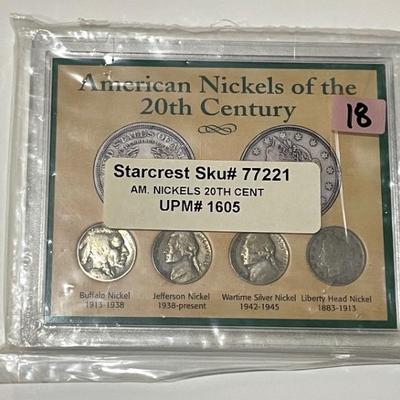 American Nickels of the
20th Century
18
Starcrest Sku# 77221
AM. NICKELS 20TH CENT
UPM# 1605
Buffalo Nickel
1913-1938
Jefferson Nickel
1938-present
Wartime Silver Nickel
1942-1945
Liberty Head Nickel
1883-1913